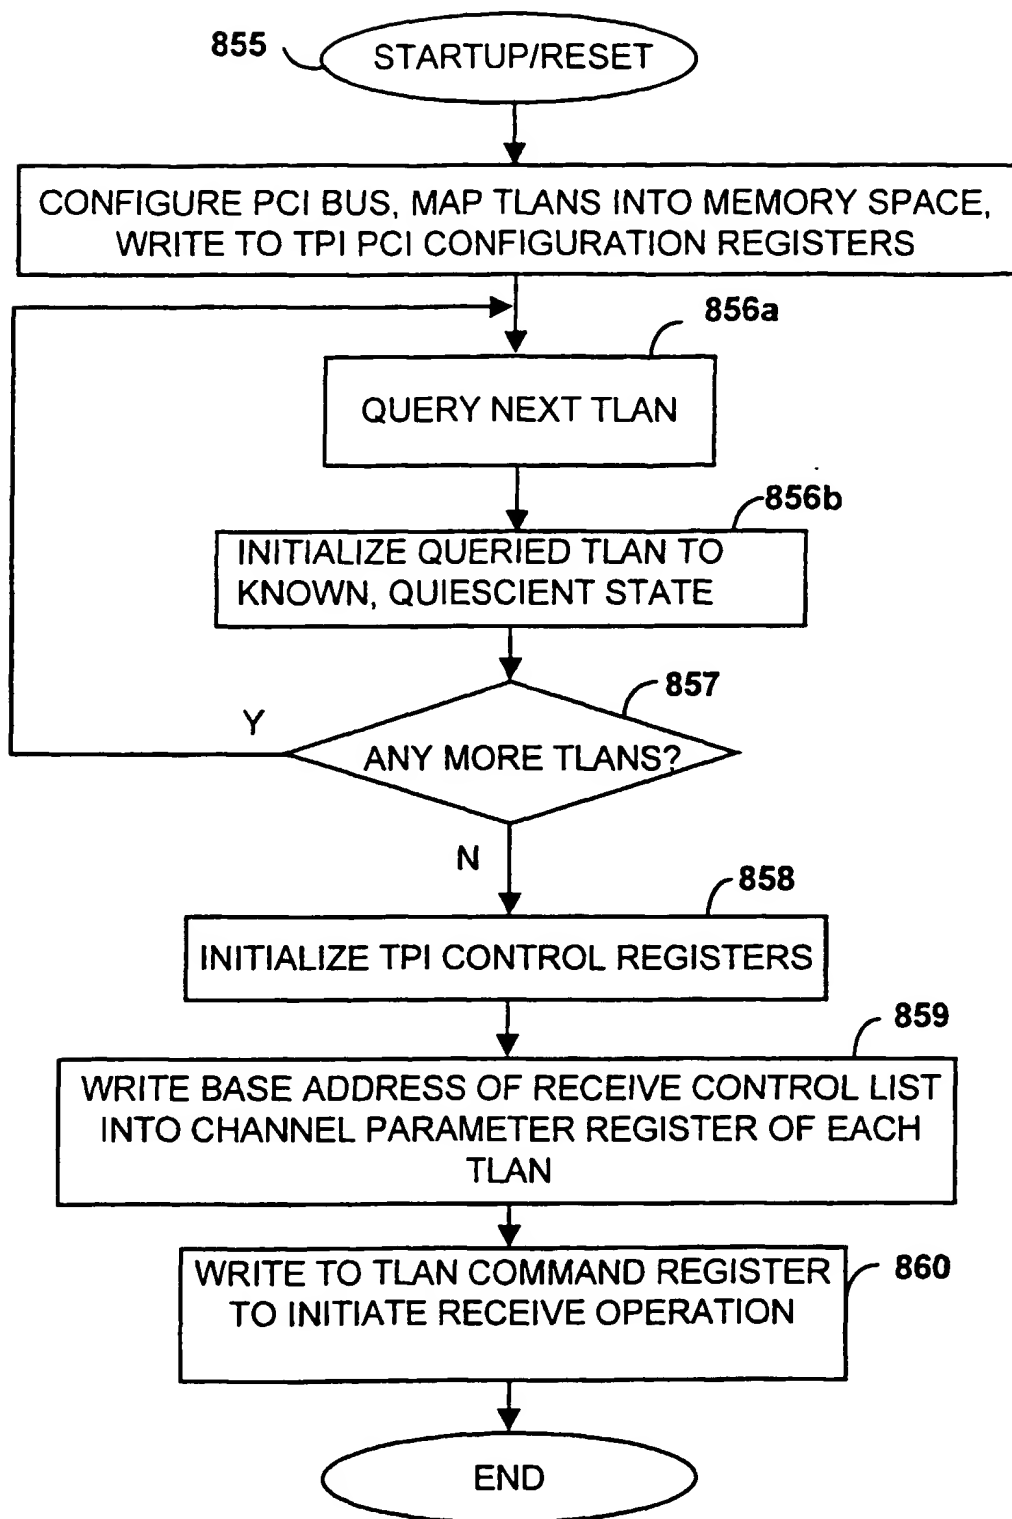 855
STARTUP/RESET
CONFIGURE PCI BUS, MAP TLANS INTO MEMORY SPACE,
WRITE TO TPI PCI CONFIGURATION REGISTERS
856a
QUERY NEXT TLAN
856b
INITIALIZE QUERIED TLAN TO
KNOWN, QUIESCIENT STATE
857
Y
ANY MORE TLANS?
N
858
INITIALIZE TPI CONTROL REGISTERS
859
WRITE BASE ADDRESS OF RECEIVE CONTROL LIST
INTO CHANNEL PARAMETER REGISTER OF EACH
TLAN
WRITE TO TLAN COMMAND REGISTER
TO INITIATE RECEIVE OPERATION
860
END